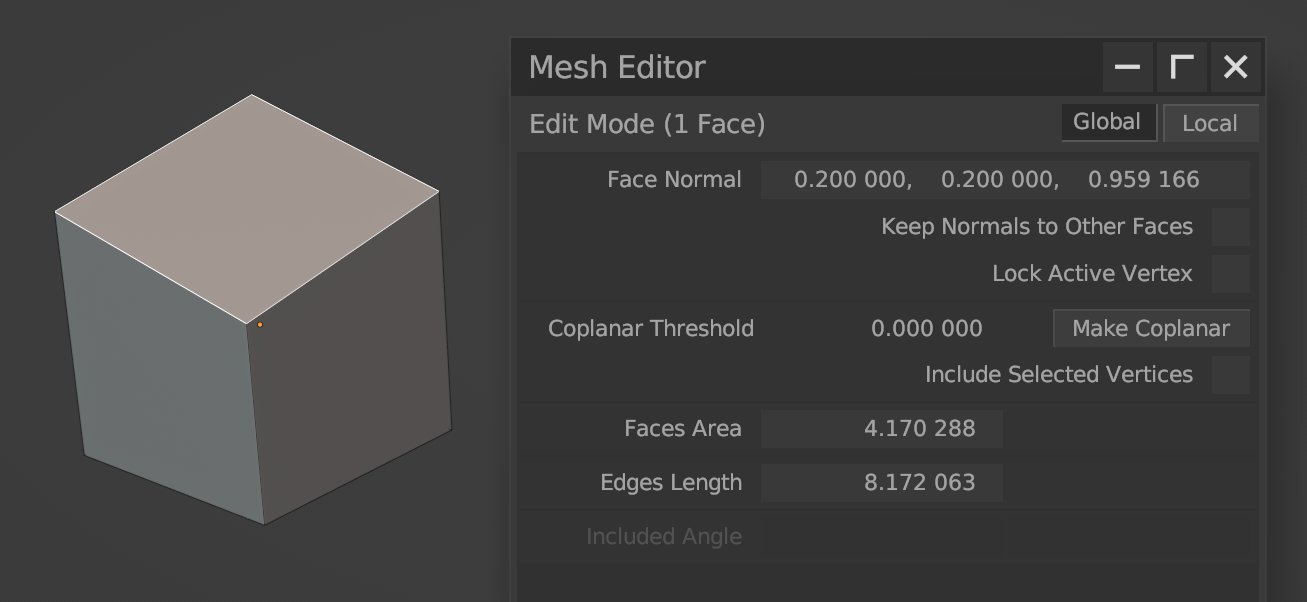 Mesh Editor
Edit Mode (1 Face) Global Local
Face Normal 0.200 000, 0.200 000, 0.959 166
Keep Normals to Other Faces
Lock Active Vertex
Coplanar Threshold 0.000 000 Make Coplanar
Include Selected Vertices
Faces Area 4.170 288
Edges Length 8.172 063
Included Angle